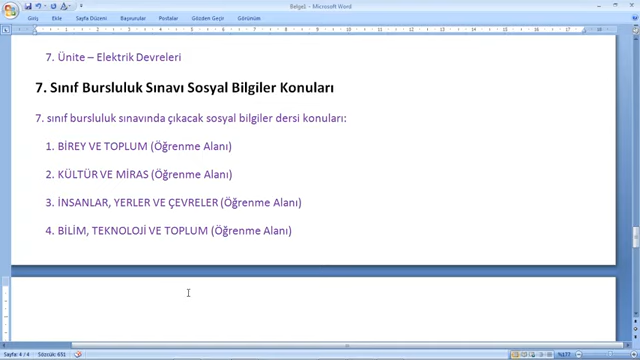 Belge1 - Microsoft Word
Giriş Ekle Sayfa Düzeni Başvurular Postalar Gözden Geçir Görünüm
7. Ünite – Elektrik Devreleri
7. Sınıf Bursluluk Sınavı Sosyal Bilgiler Konuları
7. sınıf bursluluk sınavında çıkacak sosyal bilgiler dersi konuları:
1. BİREY VE TOPLUM (Öğrenme Alanı)
2. KÜLTÜR VE MİRAS (Öğrenme Alanı)
3. İNSANLAR, YERLER VE ÇEVRELER (Öğrenme Alanı)
4. BİLİM, TEKNOLOJİ VE TOPLUM (Öğrenme Alanı)
Sayfa: 4 / 4 Sözcük: 651 %177